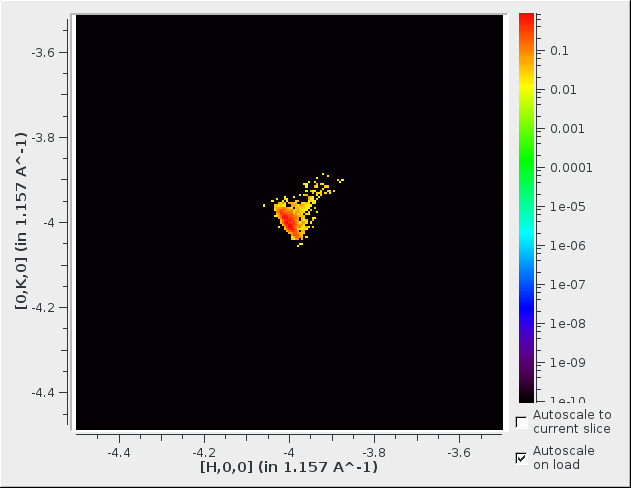 -3.6
-3.8
-4
-4.2
-4.4
[0,K,0] (in 1.157 A^-1)
-4.4
-4.2
-4
-3.8
-3.6
[H,0,0] (in 1.157 A^-1)
0.1
0.01
0.001
0.0001
1e-05
1e-06
1e-07
1e-08
1e-09
1e-10
Autoscale to
current slice
Autoscale
on load